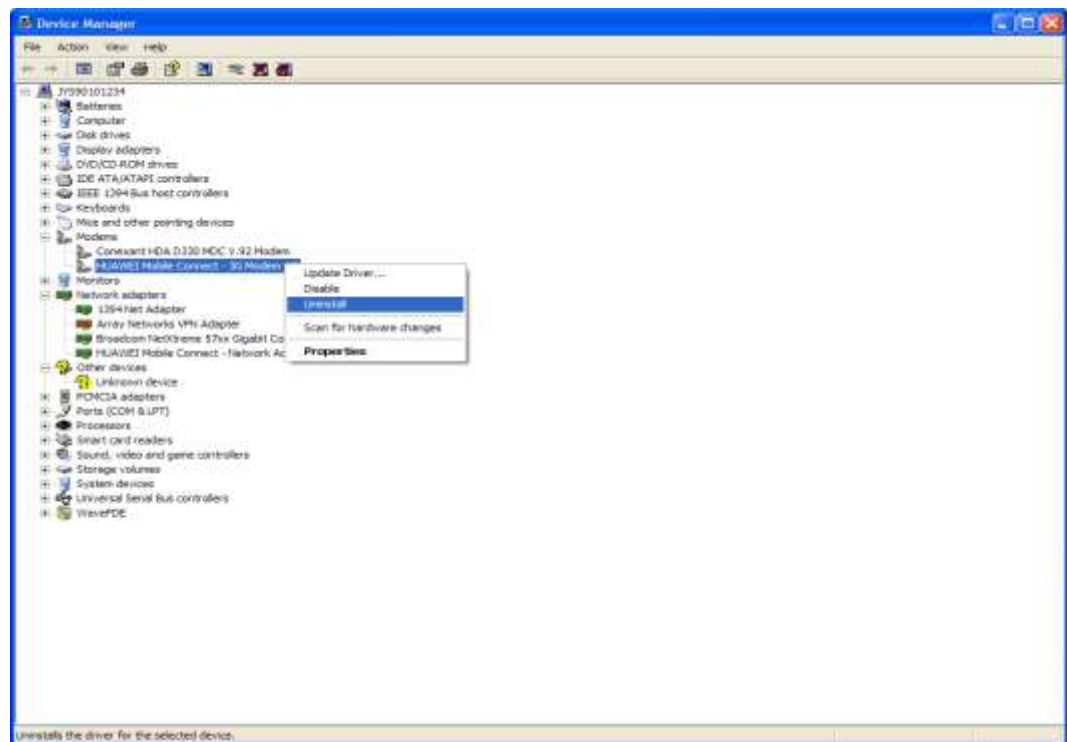 Device Manager
File Action View Help
JYS90101234
Batteries
Computer
Disk drives
Display adapters
DVD/CD-ROM drives
IDE ATA/ATAPI controllers
IEEE 1394 Bus host controllers
Keyboards
Mice and other pointing devices
Modems
Conexant HDA D330 MDC V.92 Modem
HUAWEI Mobile Connect - 3G Modem
Update Driver...
Disable
Uninstall
Scan for hardware changes
Properties
Monitors
Network adapters
1394 Net Adapter
Array Networks VPN Adapter
Broadcom NetXtreme 57xx Gigabit Co
HUAWEI Mobile Connect - Network Ad
Other devices
Unknown device
PCMCIA adapters
Ports (COM & LPT)
Processors
Smart card readers
Sound, video and game controllers
Storage volumes
System devices
Universal Serial Bus controllers
WavePDE
Uninstalls the driver for the selected device.